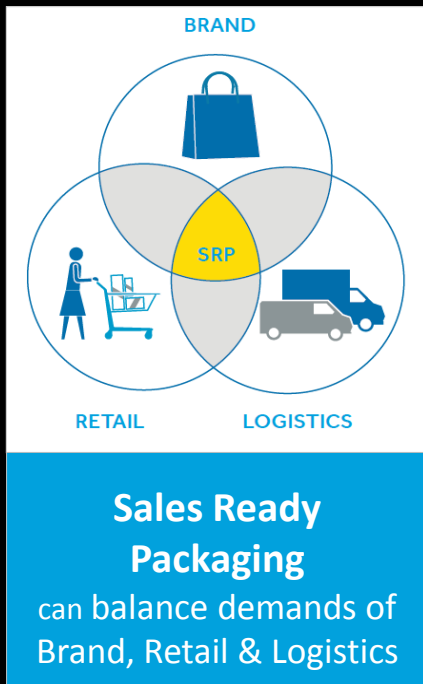 BRAND
SRP
RETAIL
LOGISTICS
Sales Ready
Packaging
can balance demands of
Brand, Retail & Logistics